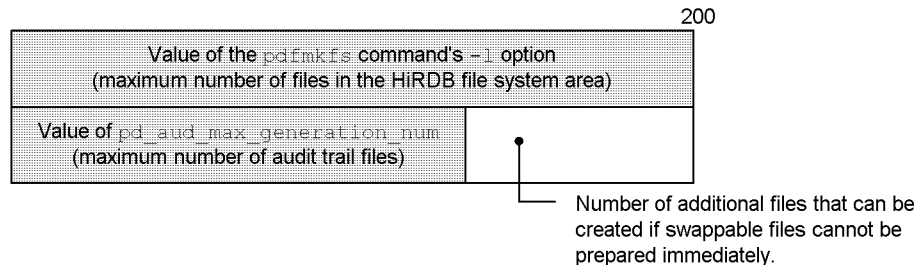 200
Value of the pdfmkfs command's -l option
(maximum number of files in the HiRDB file system area)
Value of pd_aud_max_generation_num
(maximum number of audit trail files)
Number of additional files that can be
created if swappable files cannot be
prepared immediately.